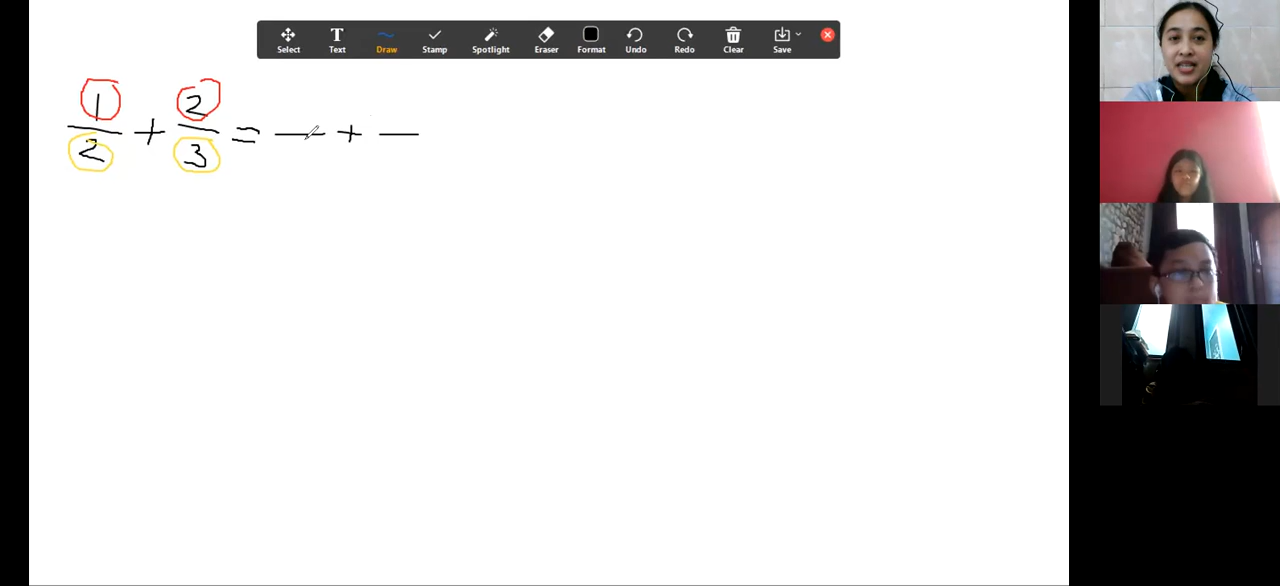 Select Text Draw Stamp Spotlight Eraser Format Undo Redo Clear Save
1/2 + 2/3 = — + —